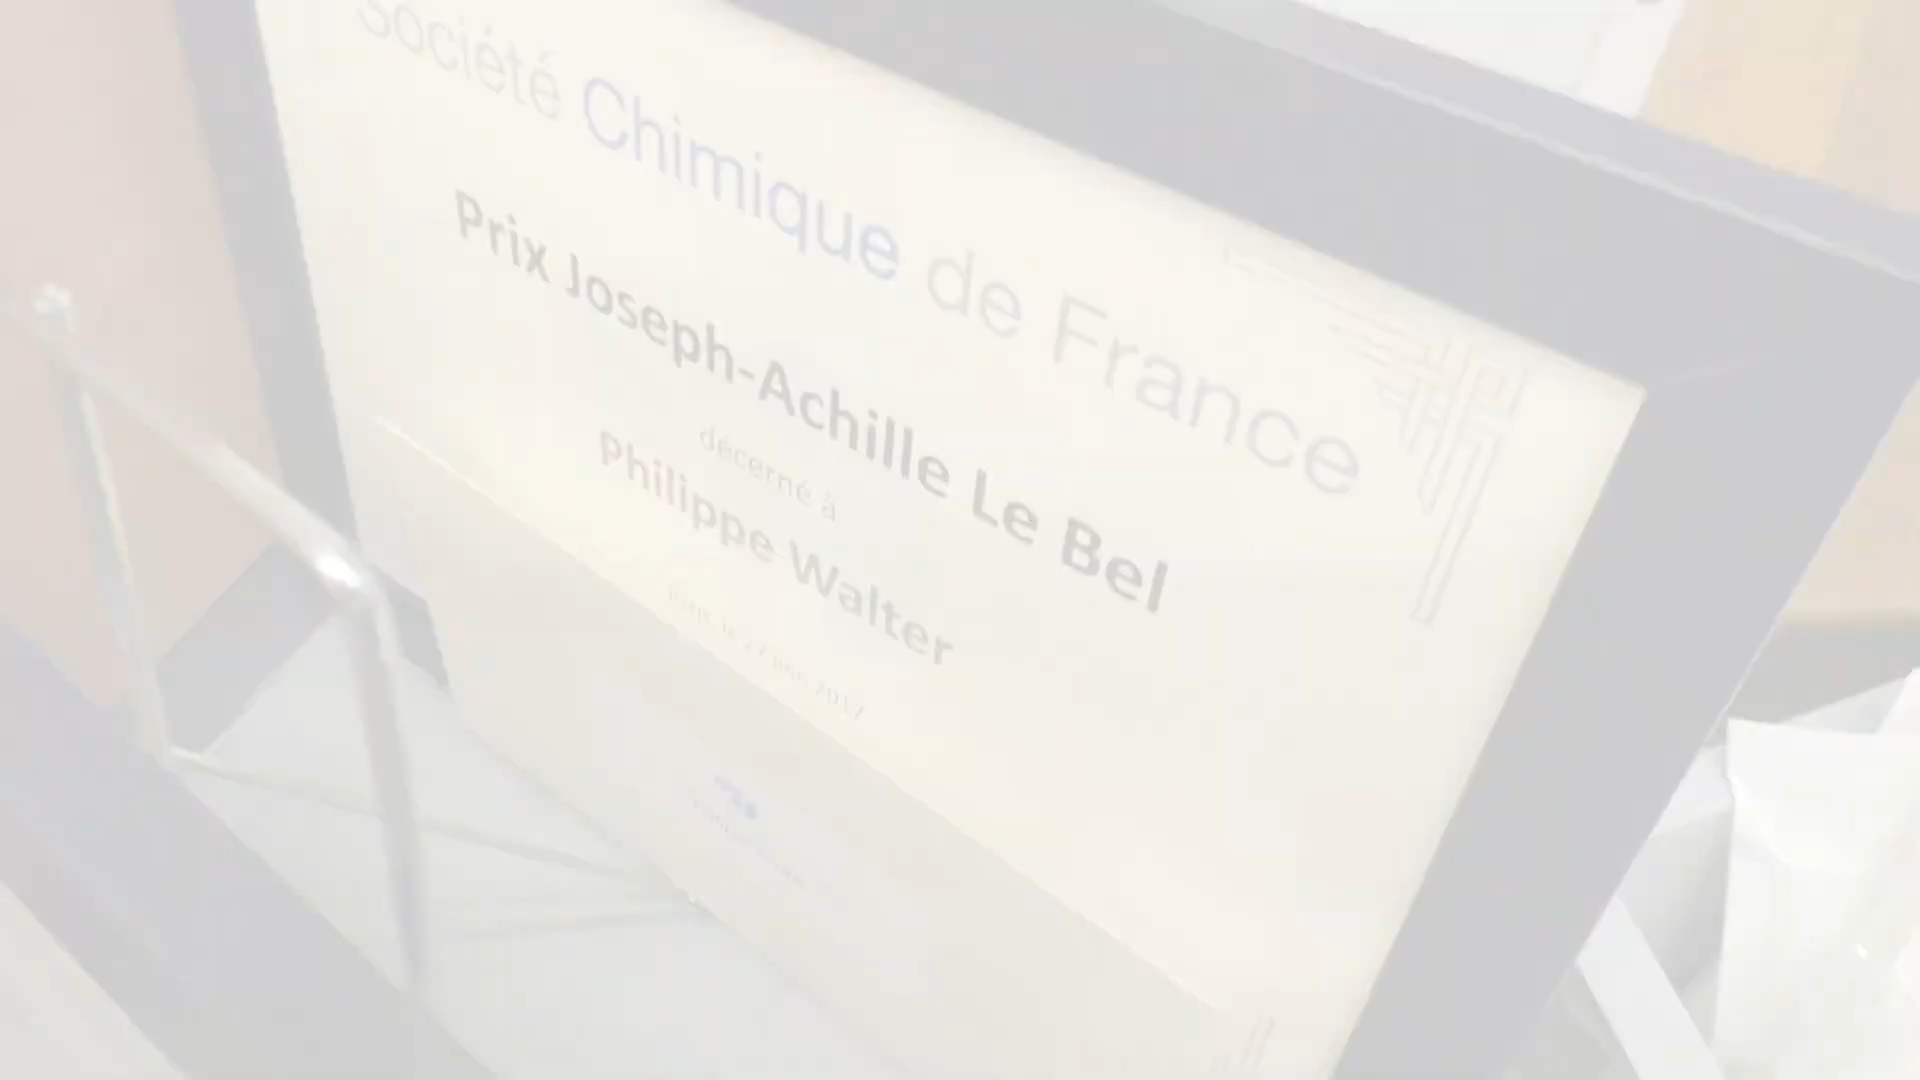 Société Chimique de France
Prix Joseph-Achille Le Bel
décerné à
Philippe Walter